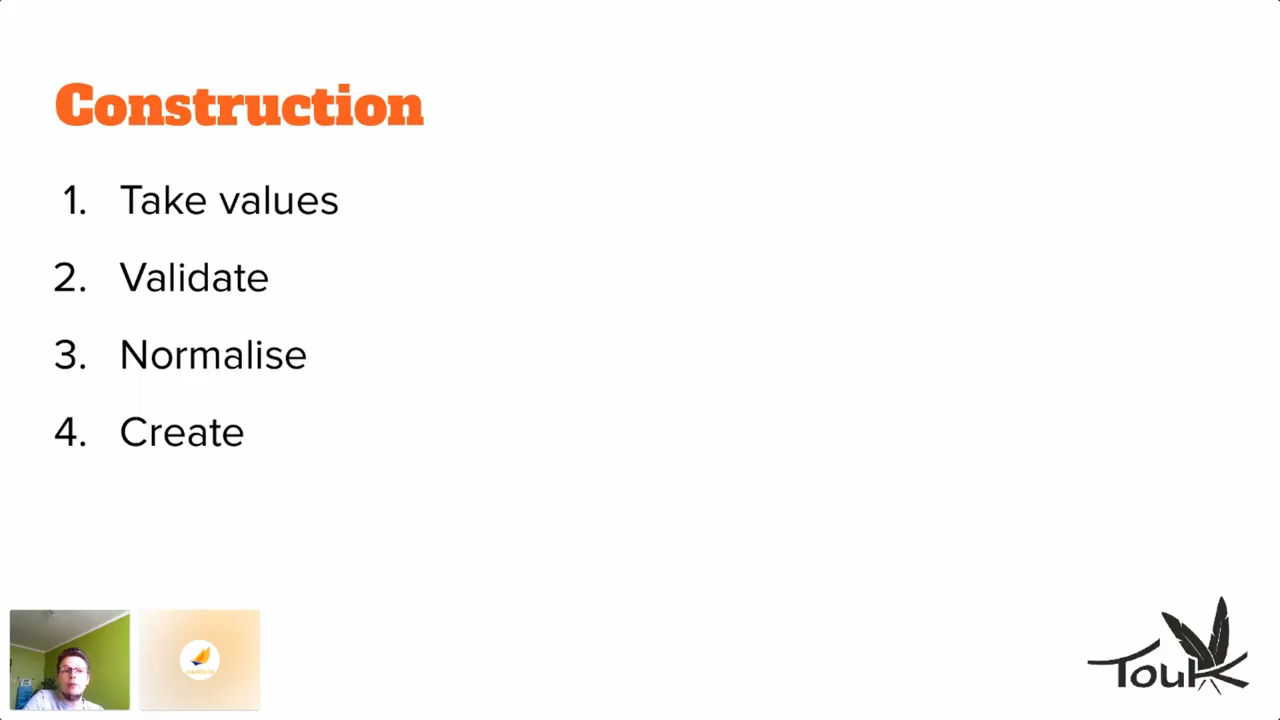 Construction
1. Take values
2. Validate
3. Normalise
4. Create
Touk